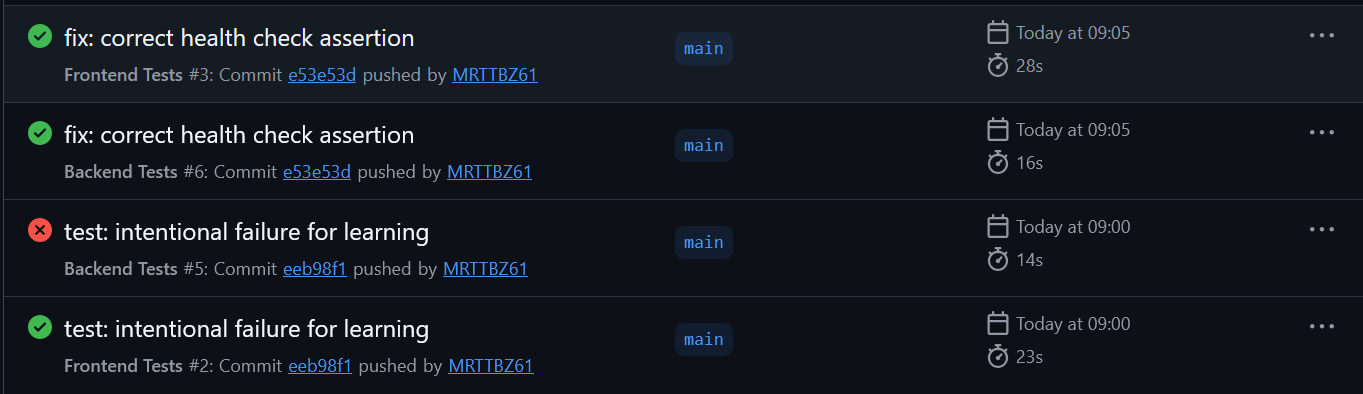 fix: correct health check assertion
Frontend Tests #3: Commit e53e53d pushed by MRTTBZ61
main
Today at 09:05
28s
fix: correct health check assertion
Backend Tests #6: Commit e53e53d pushed by MRTTBZ61
main
Today at 09:05
16s
test: intentional failure for learning
Backend Tests #5: Commit eeb98f1 pushed by MRTTBZ61
main
Today at 09:00
14s
test: intentional failure for learning
Frontend Tests #2: Commit eeb98f1 pushed by MRTTBZ61
main
Today at 09:00
23s